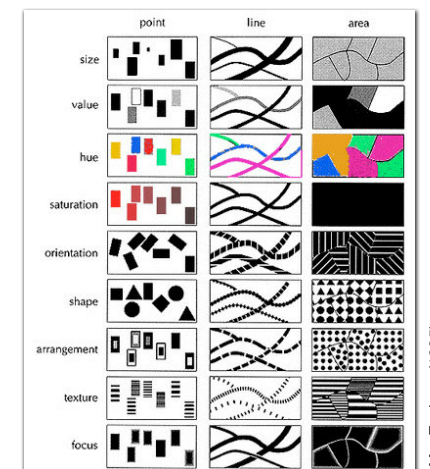 point line area
size
value
hue
saturation
orientation
shape
arrangement
texture
focus